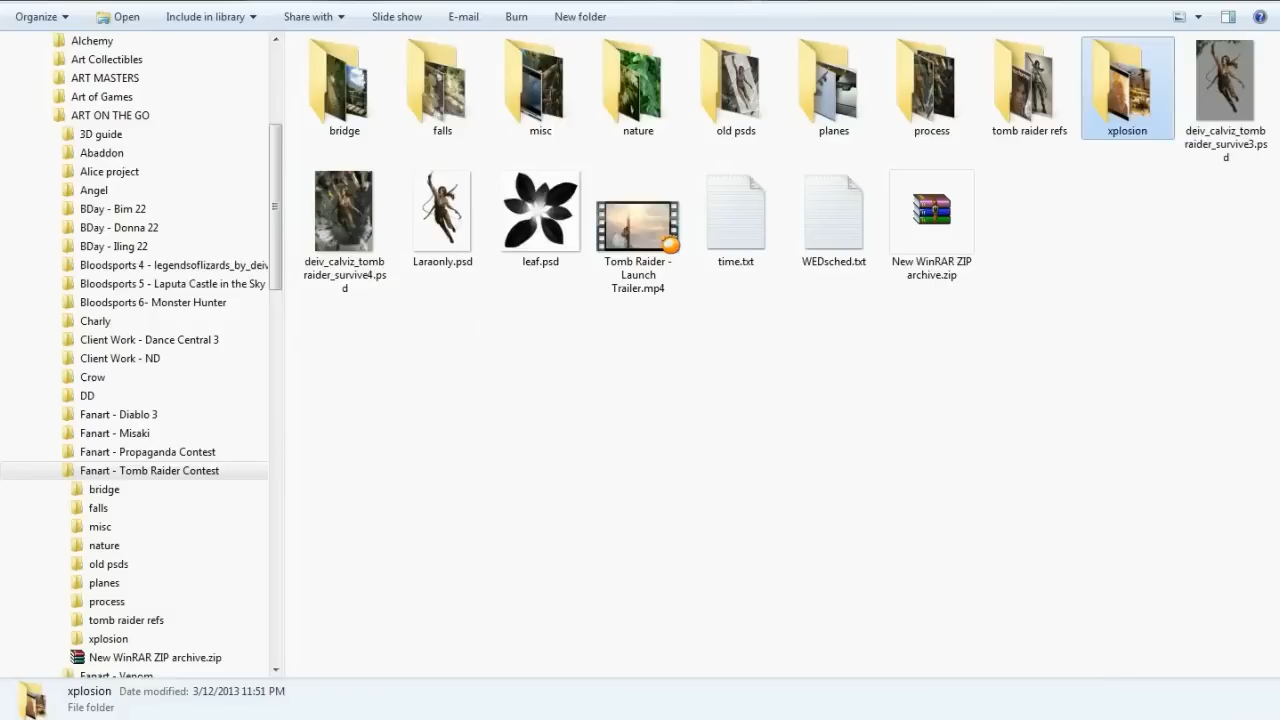 Organize Open Include in library Share with Slide show E-mail Burn New folder
Alchemy
Art Collectibles
ART MASTERS
Art of Games
ART ON THE GO
3D guide
Abaddon
Alice project
Angel
BDay - Bim 22
BDay - Donna 22
BDay - Iling 22
Bloodsports 4 - legendsoflizards_by_deiv
Bloodsports 5 - Laputa Castle in the Sky
Bloodsports 6- Monster Hunter
Charly
Client Work - Dance Central 3
Client Work - ND
Crow
DD
Fanart - Diablo 3
Fanart - Misaki
Fanart - Propaganda Contest
Fanart - Tomb Raider Contest
bridge
falls
misc
nature
old psds
planes
process
tomb raider refs
xplosion
New WinRAR ZIP archive.zip
Fanart - Venom
bridge falls misc nature old psds planes process tomb raider refs xplosion
deiv_calviz_tomb
raider_survive3.ps
d
deiv_calviz_tomb
raider_survive4.ps
d
Laraonly.psd
leaf.psd
Tomb Raider -
Launch
Trailer.mp4
time.txt
WEDsched.txt
New WinRAR ZIP
archive.zip
xplosion Date modified: 3/12/2013 11:51 PM
File folder